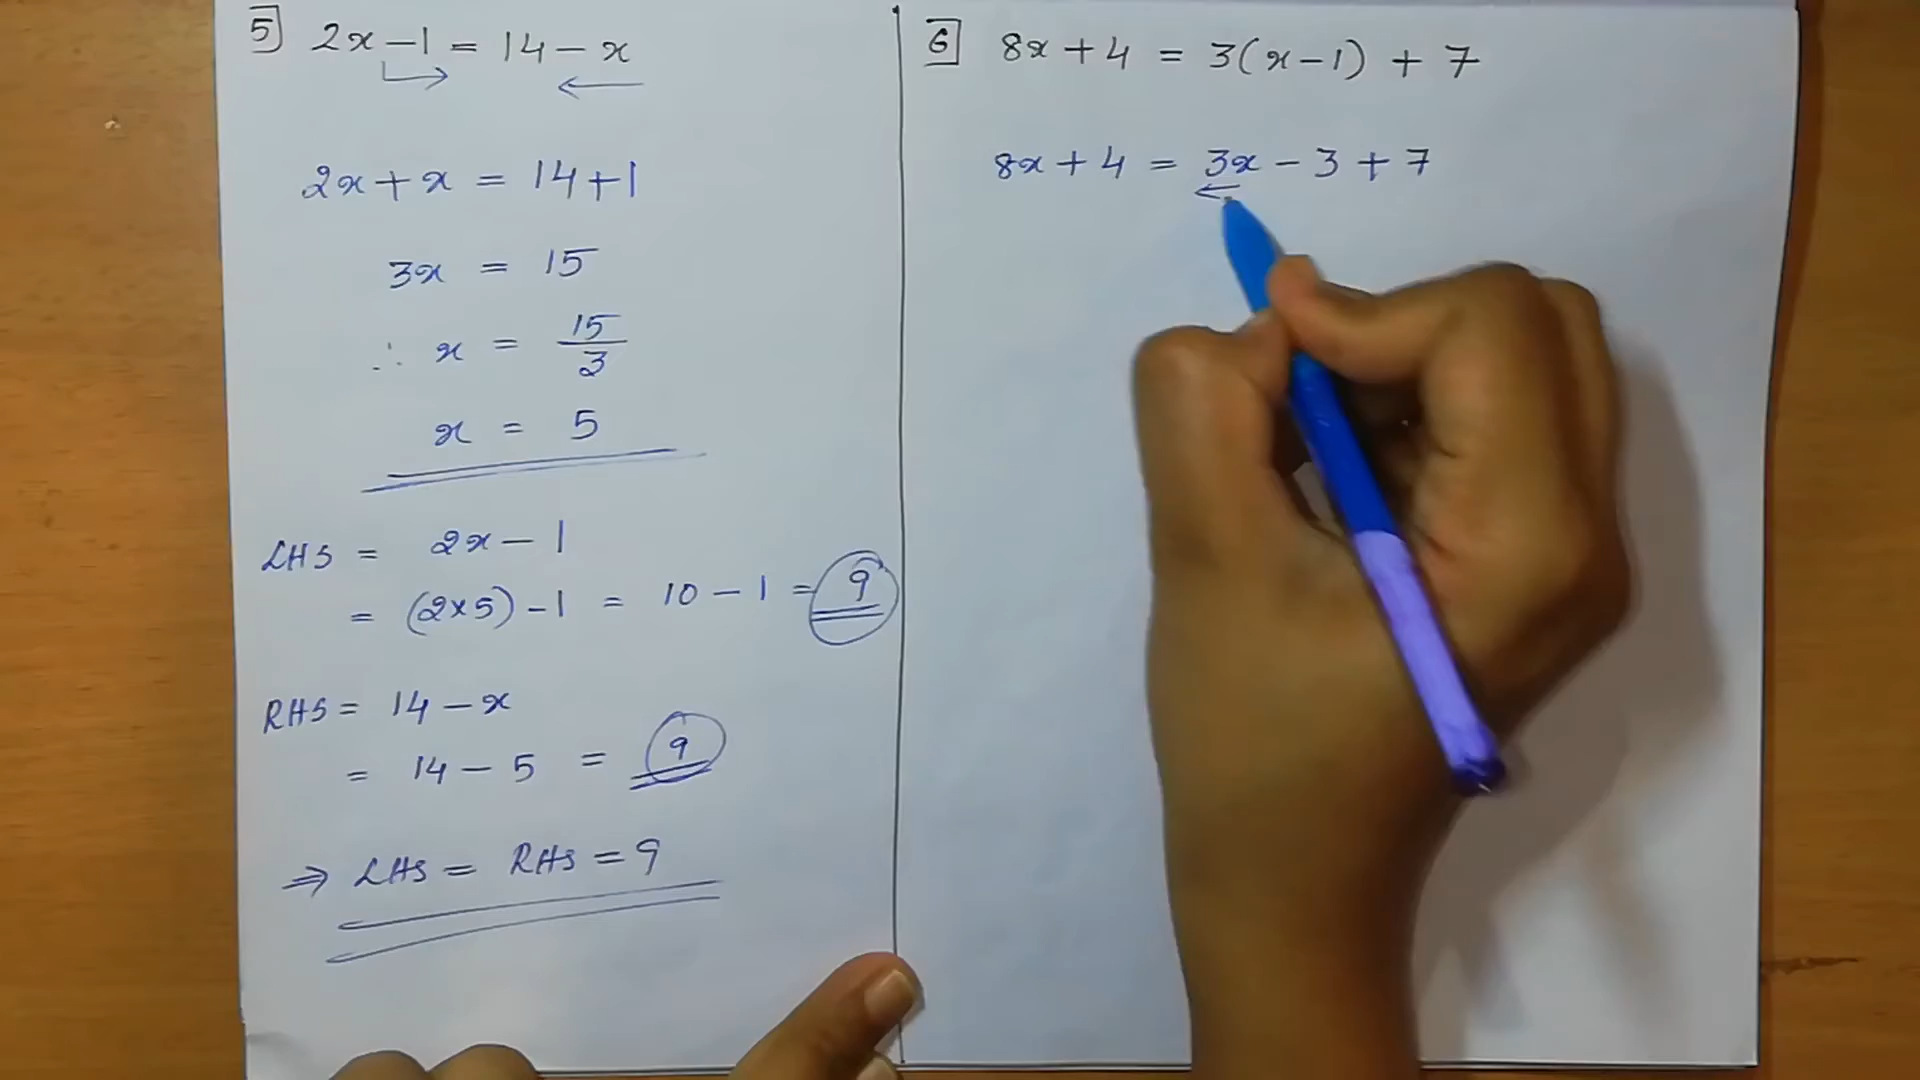 5 2x - 1 = 14 - x
2x + x = 14 + 1
3x = 15
∴ x = 15/3
x = 5
LHS = 2x - 1
= (2×5) - 1 = 10 - 1 = 9
RHS = 14 - x
= 14 - 5 = 9
⇒ LHS = RHS = 9
6 8x + 4 = 3(x - 1) + 7
8x + 4 = 3x - 3 + 7